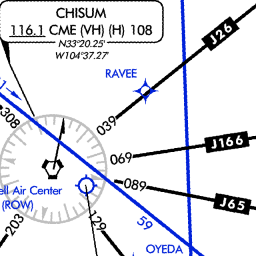 CHISUM
116.1 CME (VH) (H) 108
N33°20.25'
W104°37.27'
J26
RAVEE
308
039
J166
069
089
ell Air Center
(ROW)
J65
203
129
59
OYEDA